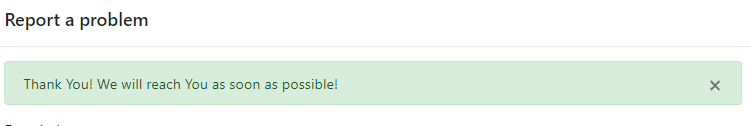 Report a problem
Thank You! We will reach You as soon as possible!
×